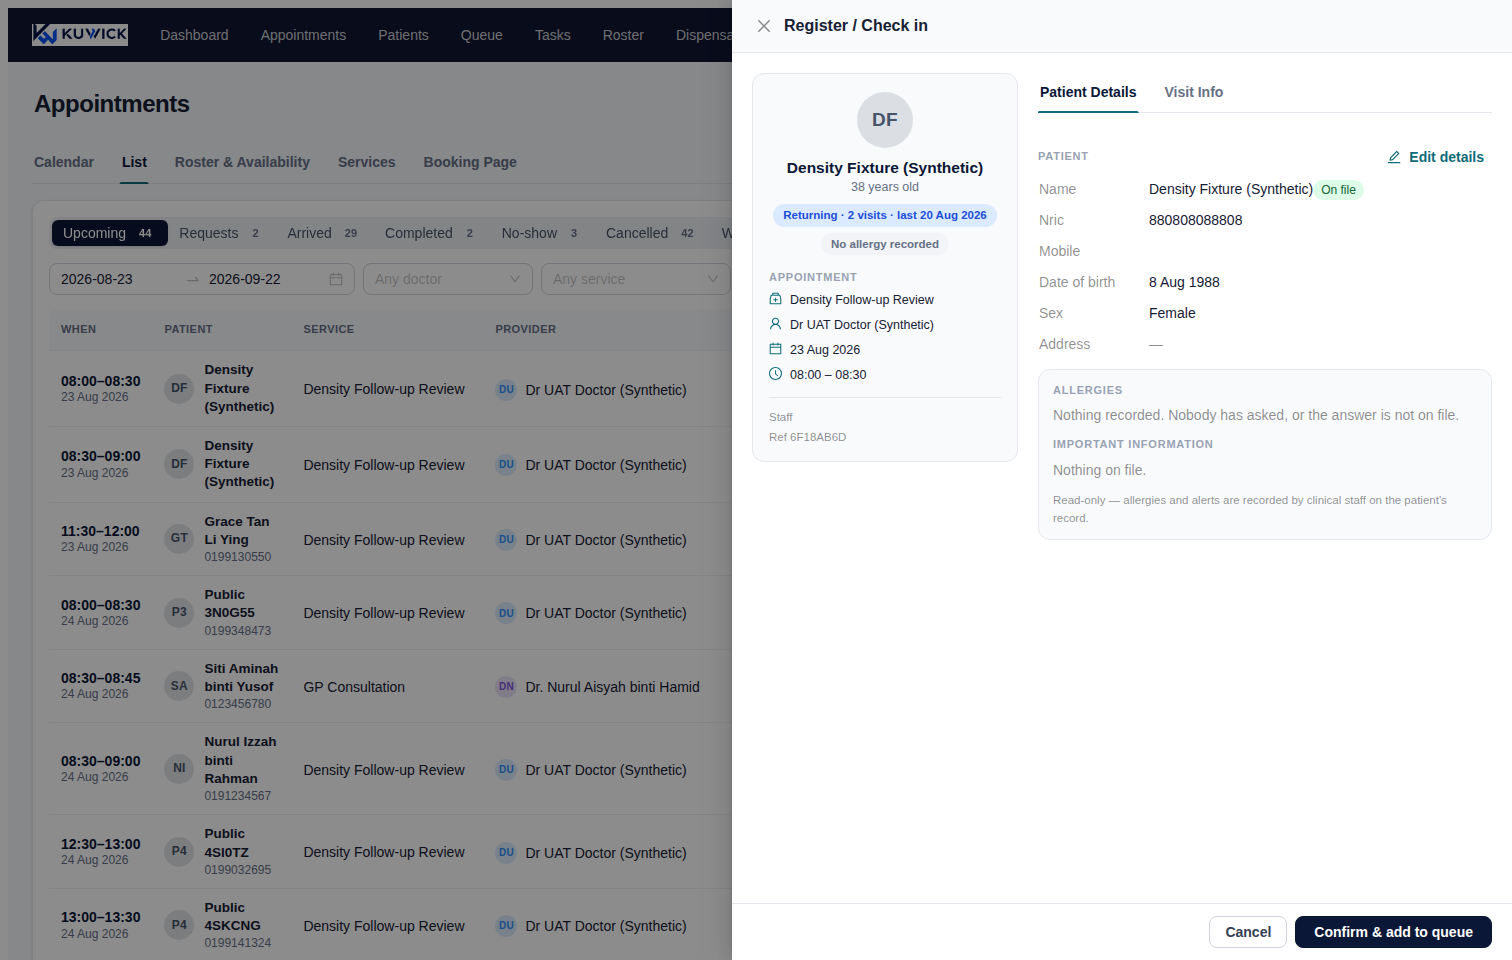 KUVVICK
Dashboard
Appointments
Patients
Queue
Tasks
Roster
Appointments
Calendar
List
Roster & Availability
Services
Booking Page
Upcoming 44
Requests 2
Arrived 29
Completed 2
No-show 3
Cancelled 42
2026-08-23
2026-09-22
Any doctor
Any service
WHEN PATIENT SERVICE PROVIDER
08:00–08:30
23 Aug 2026
DF
Density
Fixture
(Synthetic)
Density Follow-up Review
DU Dr UAT Doctor (Synthetic)
08:30–09:00
23 Aug 2026
DF
Density
Fixture
(Synthetic)
Density Follow-up Review
DU Dr UAT Doctor (Synthetic)
11:30–12:00
23 Aug 2026
GT
Grace Tan
Li Ying
0199130550
Density Follow-up Review
DU Dr UAT Doctor (Synthetic)
08:00–08:30
24 Aug 2026
P3
Public
3N0G55
0199348473
Density Follow-up Review
DU Dr UAT Doctor (Synthetic)
08:30–08:45
24 Aug 2026
SA
Siti Aminah
binti Yusof
0123456780
GP Consultation
DN Dr. Nurul Aisyah binti Hamid
08:30–09:00
24 Aug 2026
NI
Nurul Izzah
binti
Rahman
0191234567
Density Follow-up Review
DU Dr UAT Doctor (Synthetic)
12:30–13:00
24 Aug 2026
P4
Public
4SI0TZ
0199032695
Density Follow-up Review
DU Dr UAT Doctor (Synthetic)
13:00–13:30
24 Aug 2026
P4
Public
4SKCNG
0199141324
Density Follow-up Review
DU Dr UAT Doctor (Synthetic)
Register / Check in
DF
Density Fixture (Synthetic)
38 years old
Returning · 2 visits · last 20 Aug 2026
No allergy recorded
APPOINTMENT
Density Follow-up Review
Dr UAT Doctor (Synthetic)
23 Aug 2026
08:00 – 08:30
Staff
Ref 6F18AB6D
Patient Details
Visit Info
PATIENT
Edit details
Name Density Fixture (Synthetic) On file
Nric 880808088808
Mobile
Date of birth 8 Aug 1988
Sex Female
Address —
ALLERGIES
Nothing recorded. Nobody has asked, or the answer is not on file.
IMPORTANT INFORMATION
Nothing on file.
Read-only — allergies and alerts are recorded by clinical staff on the patient's
record.
Cancel
Confirm & add to queue